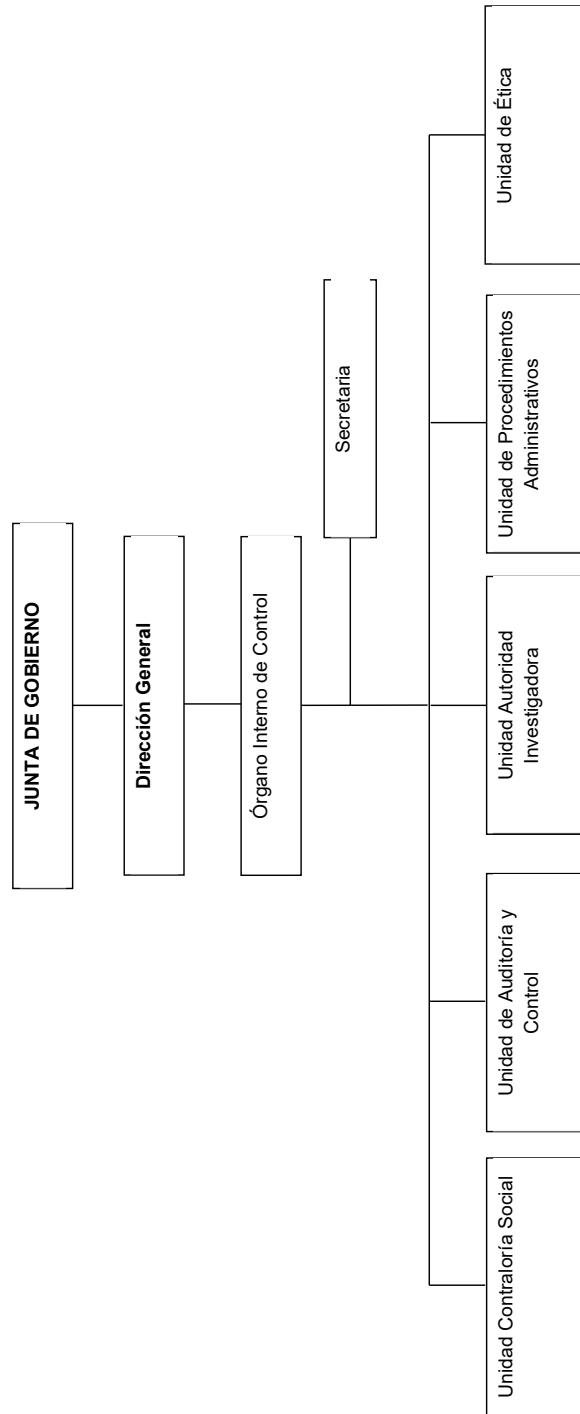 JUNTA DE GOBIERNO
Dirección General
Órgano Interno de Control
Secretaria
Unidad Contraloría Social
Unidad de Auditoría y
Control
Unidad Autoridad
Investigadora
Unidad de Procedimientos
Administrativos
Unidad de Ética